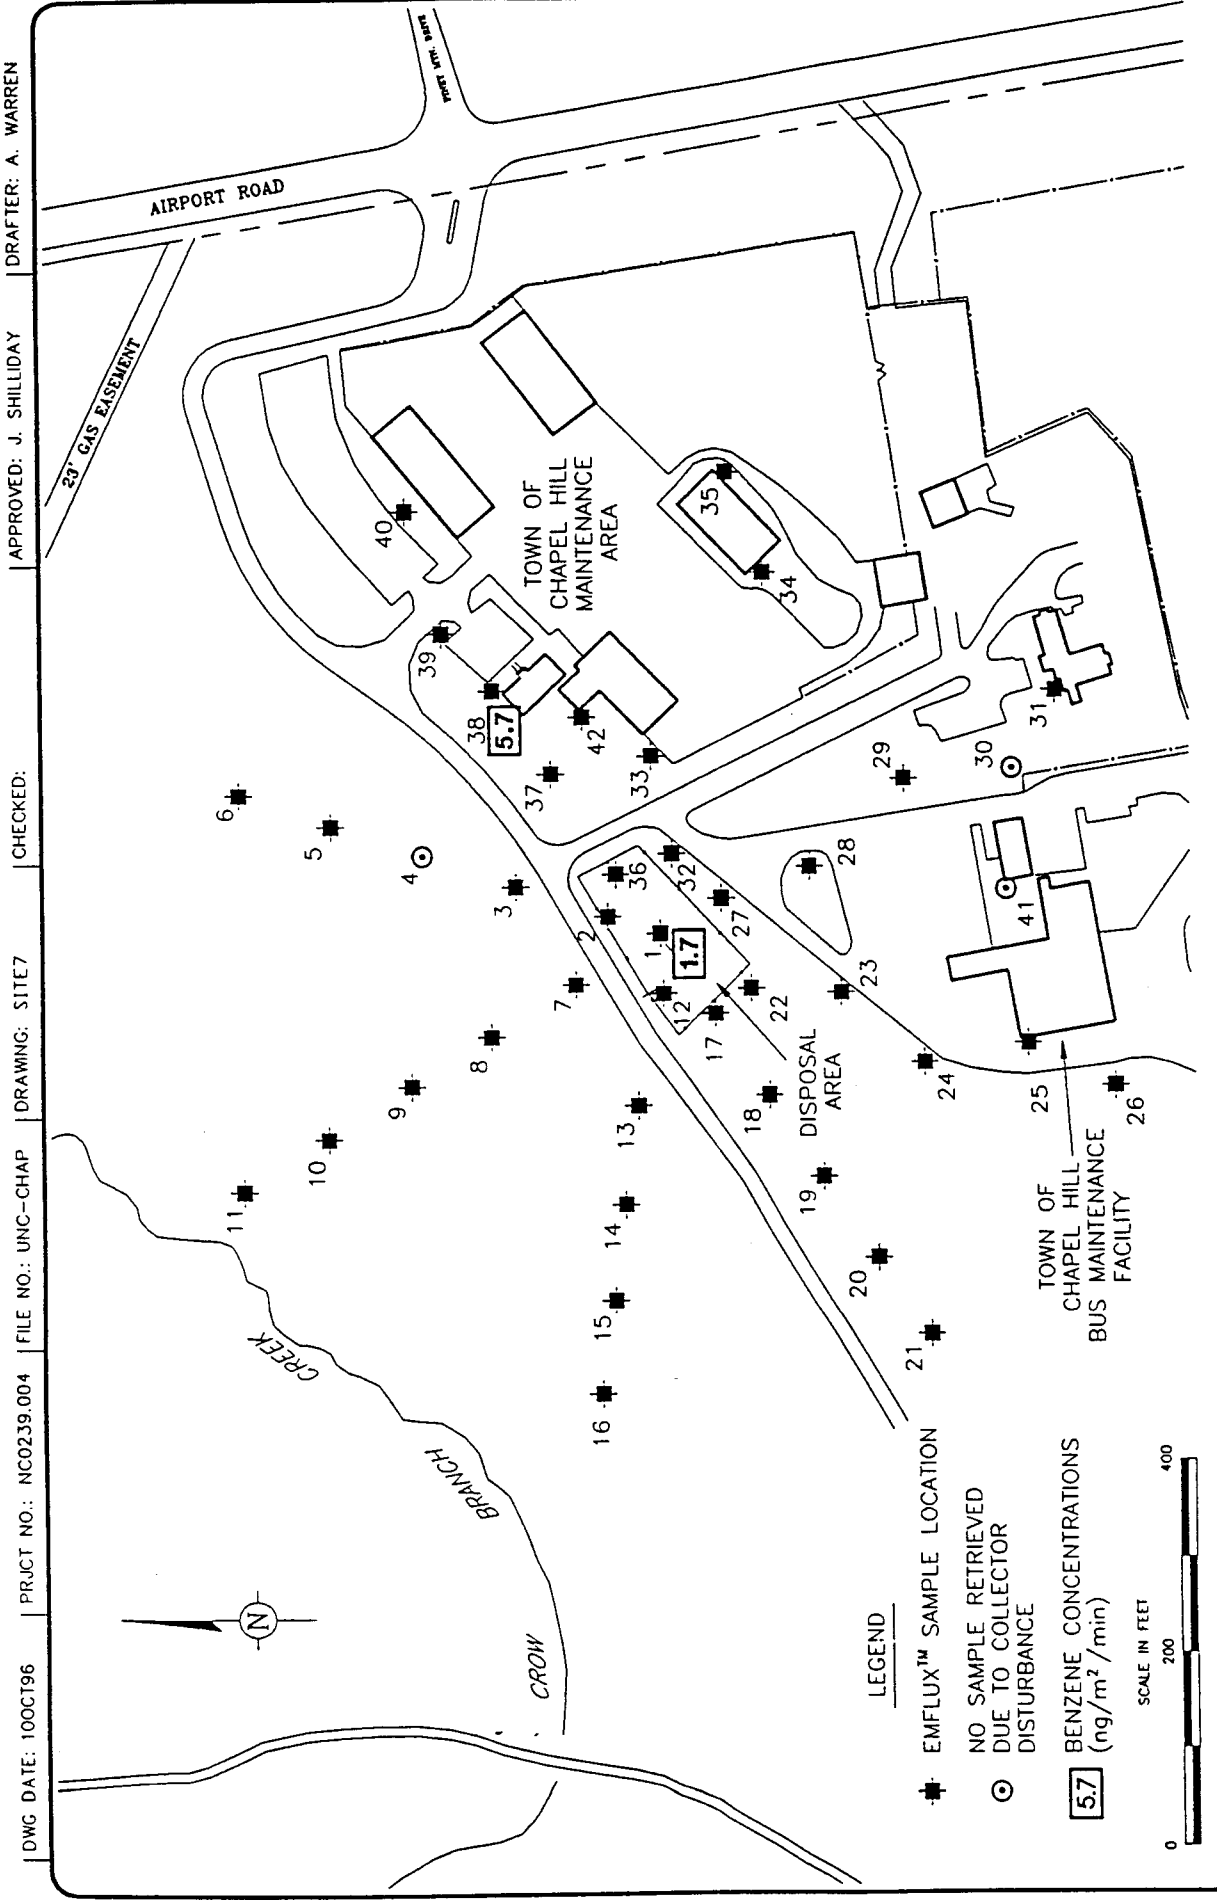 DWG DATE: 10OCT96
PRJCT NO.: NC0239.004
FILE NO.: UNC-CHAP
DRAWING: SITE7
CHECKED:
APPROVED: J. SHILLIDAY
DRAFTER: A. WARREN
23' GAS EASEMENT
AIRPORT ROAD
PINEY MTN. DRIVE
CROW
BRANCH
CREEK
N
11
10
9
8
7
6
5
4
3
2
1
1.7
12
17
22
36
32
27
28
23
16
15
14
13
18
19
20
21
24
25
26
DISPOSAL
AREA
40
39
38
5.7
42
37
33
35
34
TOWN OF
CHAPEL HILL
MAINTENANCE
AREA
29
30
31
41
TOWN OF
CHAPEL HILL
BUS MAINTENANCE
FACILITY
LEGEND
EMFLUX™ SAMPLE LOCATION
NO SAMPLE RETRIEVED
DUE TO COLLECTOR
DISTURBANCE
5.7
BENZENE CONCENTRATIONS
(ng/m²/min)
SCALE IN FEET
0
200
400